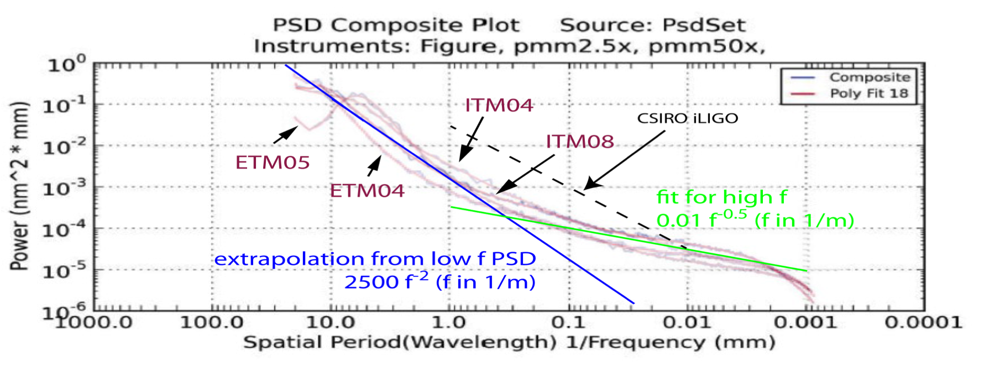 PSD Composite Plot Source: PsdSet
Instruments: Figure, pmm2.5x, pmm50x,
Power (nm^2 * mm)
10^0
10^-1
10^-2
10^-3
10^-4
10^-5
10^-6
Composite
Poly Fit 18
ITM04
CSIRO iLIGO
ITM08
ETM05
ETM04
fit for high f
0.01 f^-0.5 (f in 1/m)
extrapolation from low f PSD
2500 f^-2 (f in 1/m)
1000.0 100.0 10.0 1.0 0.1 0.01 0.001 0.0001
Spatial Period(Wavelength) 1/Frequency (mm)